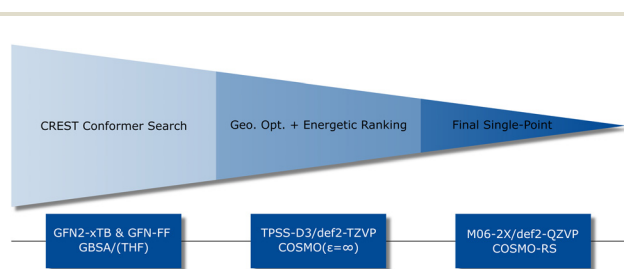 CREST Conformer Search
Geo. Opt. + Energetic Ranking
Final Single-Point
GFN2-xTB & GFN-FF
GBSA/(THF)
TPSS-D3/def2-TZVP
COSMO(ε=∞)
M06-2X/def2-QZVP
COSMO-RS